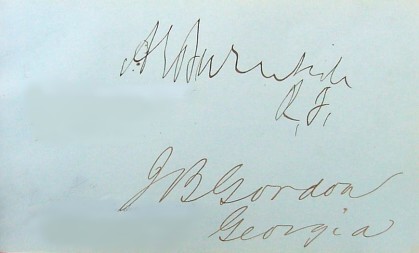 A E Burnside
R. I.
J B Gordon
Georgia